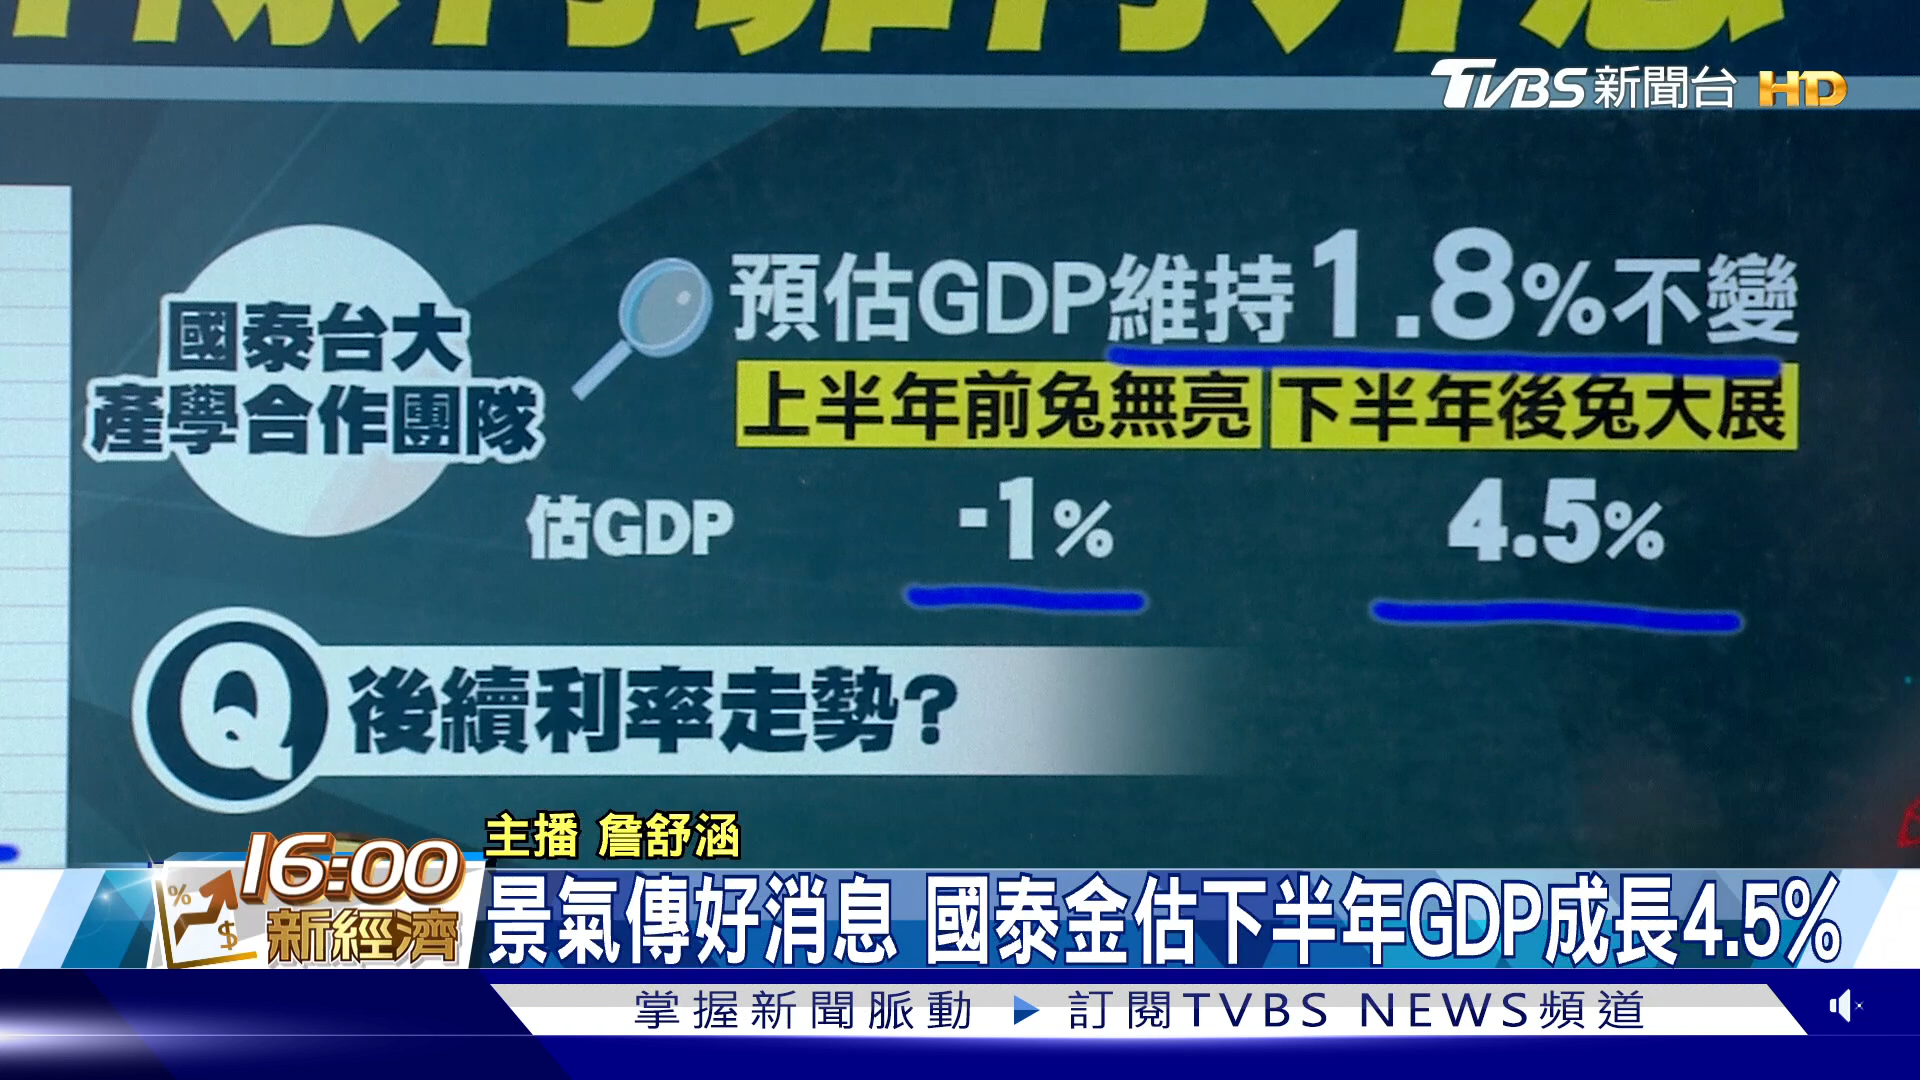 TVBS新聞台 HD
國泰台大
產學合作團隊
預估GDP維持1.8%不變
上半年前兔無亮 下半年後兔大展
估GDP -1% 4.5%
Q 後續利率走勢?
主播 詹舒涵
16:00
新經濟
景氣傳好消息 國泰金估下半年GDP成長4.5%
掌握新聞脈動 ▶ 訂閱TVBS NEWS頻道